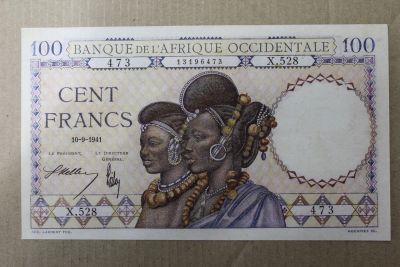 100 BANQUE DE L'AFRIQUE OCCIDENTALE 100
473 13196473 X.528
CENT
FRANCS
10-9-1941
LE PRÉSIDENT, LE DIRECTEUR
GÉNÉRAL,
X.528 473